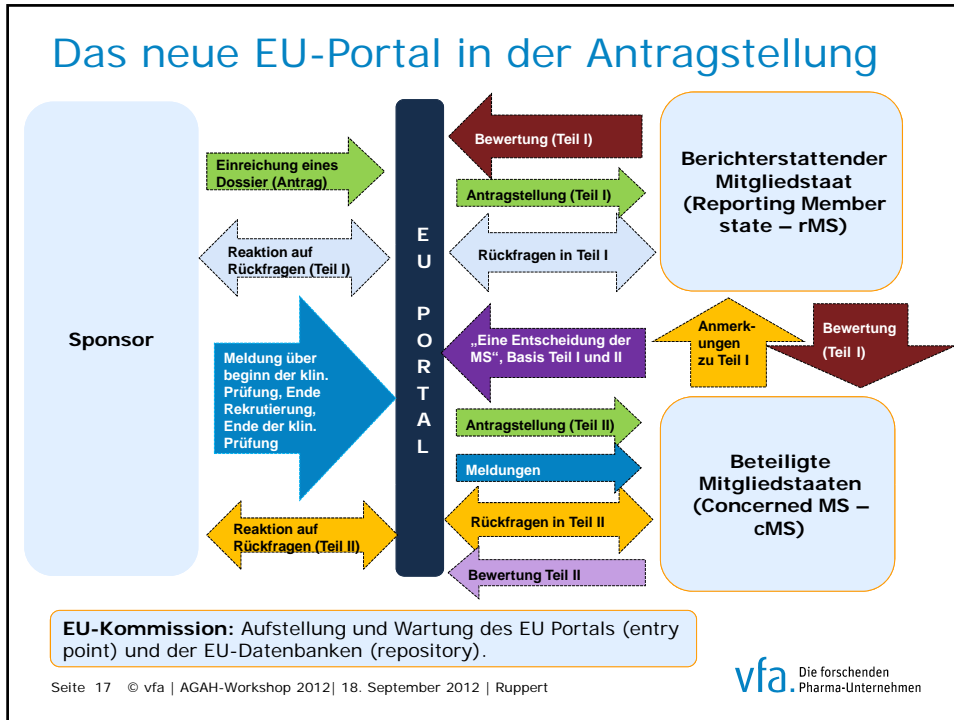 Das neue EU-Portal in der Antragstellung
Sponsor
Einreichung eines
Dossier (Antrag)
Reaktion auf
Rückfragen (Teil I)
Meldung über
beginn der klin.
Prüfung, Ende
Rekrutierung,
Ende der klin.
Prüfung
Reaktion auf
Rückfragen (Teil II)
E
U
P
O
R
T
A
L
Bewertung (Teil I)
Antragstellung (Teil I)
Rückfragen in Teil I
„Eine Entscheidung der
MS“, Basis Teil I und II
Antragstellung (Teil II)
Meldungen
Rückfragen in Teil II
Bewertung Teil II
Berichterstattender
Mitgliedstaat
(Reporting Member
state – rMS)
Anmerk-
ungen
zu Teil I
Bewertung
(Teil I)
Beteiligte
Mitgliedstaaten
(Concerned MS –
cMS)
EU-Kommission: Aufstellung und Wartung des EU Portals (entry
point) und der EU-Datenbanken (repository).
Seite 17 © vfa | AGAH-Workshop 2012| 18. September 2012 | Ruppert
vfa. Die forschenden
Pharma-Unternehmen